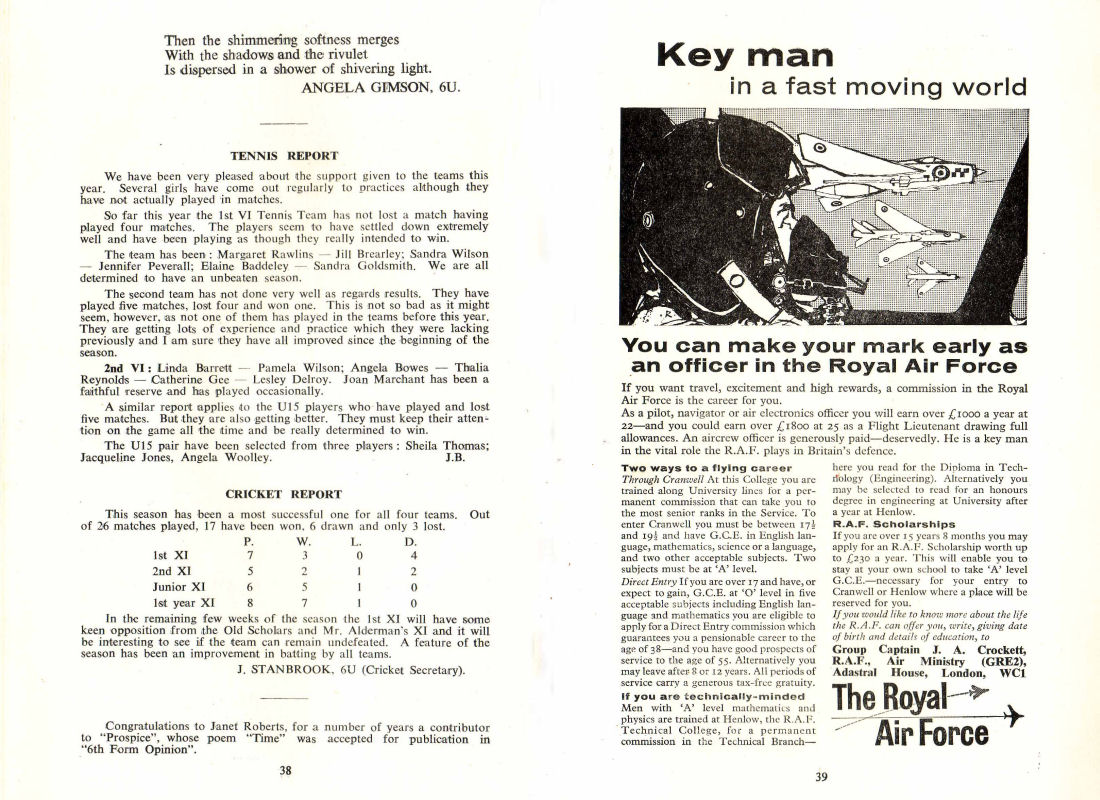 Then the shimmering softness merges
With the shadows and the rivulet
Is dispersed in a shower of shivering light.
ANGELA GIMSON, 6U.
TENNIS REPORT
We have been very pleased about the support given to the teams this
year. Several girls have come out regularly to practices although they
have not actually played in matches.
So far this year the 1st VI Tennis Team has not lost a match having
played four matches. The players seem to have settled down extremely
well and have been playing as though they really intended to win.
The team has been : Margaret Rawlins — Jill Brearley; Sandra Wilson
— Jennifer Peverall; Elaine Baddeley — Sandra Goldsmith. We are all
determined to have an unbeaten season.
The second team has not done very well as regards results. They have
played five matches, lost four and won one. This is not so bad as it might
seem, however, as not one of them has played in the teams before this year.
They are getting lots of experience and practice which they were lacking
previously and I am sure they have all improved since the beginning of the
season.
2nd VI : Linda Barrett — Pamela Wilson; Angela Bowes — Thalia
Reynolds — Catherine Gee — Lesley Delroy. Joan Marchant has been a
faithful reserve and has played occasionally.
A similar report applies to the U15 players who have played and lost
five matches. But they are also getting better. They must keep their atten-
tion on the game all the time and be really determined to win.
The U15 pair have been selected from three players : Sheila Thomas;
Jacqueline Jones, Angela Woolley. J.B.
CRICKET REPORT
This season has been a most successful one for all four teams. Out
of 26 matches played, 17 have been won, 6 drawn and only 3 lost.
P. W. L. D.
1st XI 7 3 0 4
2nd XI 5 2 1 2
Junior XI 6 5 1 0
1st year XI 8 7 1 0
In the remaining few weeks of the season the 1st XI will have some
keen opposition from the Old Scholars and Mr. Alderman's XI and it will
be interesting to see if the team can remain undefeated. A feature of the
season has been an improvement in batting by all teams.
J. STANBROOK, 6U (Cricket Secretary).
Congratulations to Janet Roberts, for a number of years a contributor
to "Prospice", whose poem "Time" was accepted for publication in
"6th Form Opinion".
38
Key man
in a fast moving world
You can make your mark early as
an officer in the Royal Air Force
If you want travel, excitement and high rewards, a commission in the Royal
Air Force is the career for you.
As a pilot, navigator or air electronics officer you will earn over £1000 a year at
22—and you could earn over £1800 at 25 as a Flight Lieutenant drawing full
allowances. An aircrew officer is generously paid—deservedly. He is a key man
in the vital role the R.A.F. plays in Britain's defence.
Two ways to a flying career
Through Cranwell At this College you are
trained along University lines for a per-
manent commission that can take you to
the most senior ranks in the Service. To
enter Cranwell you must be between 17½
and 19½ and have G.C.E. in English lan-
guage, mathematics, science or a language,
and two other acceptable subjects. Two
subjects must be at 'A' level.
Direct Entry If you are over 17 and have, or
expect to gain, G.C.E. at 'O' level in five
acceptable subjects including English lan-
guage and mathematics you are eligible to
apply for a Direct Entry commission which
guarantees you a pensionable career to the
age of 38—and you have good prospects of
service to the age of 55. Alternatively you
may leave after 8 or 12 years. All periods of
service carry a generous tax-free gratuity.
If you are technically-minded
Men with 'A' level mathematics and
physics are trained at Henlow, the R.A.F.
Technical College, for a permanent
commission in the Technical Branch—
here you read for the Diploma in Tech-
nology (Engineering). Alternatively you
may be selected to read for an honours
degree in engineering at University after
a year at Henlow.
R.A.F. Scholarships
If you are over 15 years 8 months you may
apply for an R.A.F. Scholarship worth up
to £230 a year. This will enable you to
stay at your own school to take 'A' level
G.C.E.—necessary for your entry to
Cranwell or Henlow where a place will be
reserved for you.
If you would like to know more about the life
the R.A.F. can offer you, write, giving date
of birth and details of education, to
Group Captain J. A. Crockett,
R.A.F., Air Ministry (GRE2),
Adastral House, London, WC1
The Royal
Air Force
39